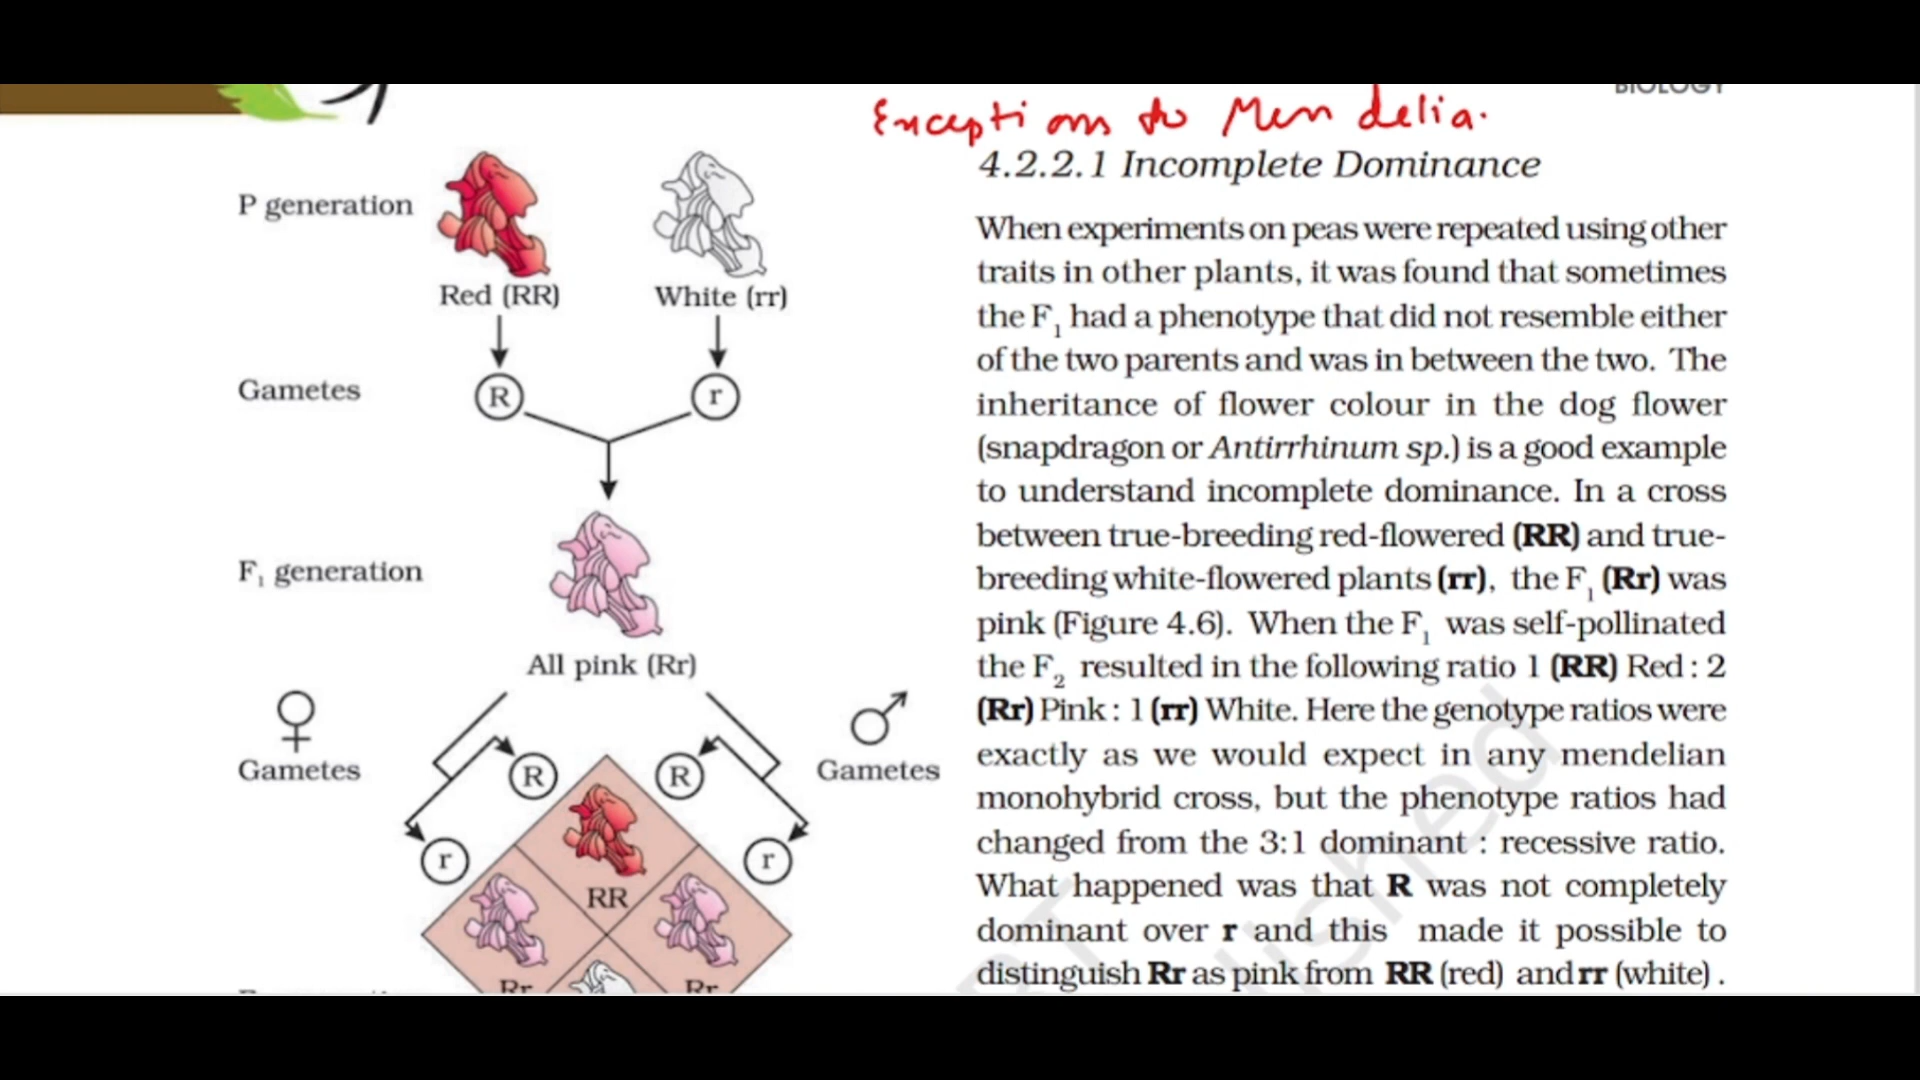 BIOLOGY
Exceptions to Mendelia.
P generation
Red (RR)
White (rr)
Gametes
R
r
F1 generation
All pink (Rr)
♀
♂
Gametes
R
R
Gametes
r
r
RR
Rr
Rr
4.2.2.1 Incomplete Dominance
When experiments on peas were repeated using other
traits in other plants, it was found that sometimes
the F1 had a phenotype that did not resemble either
of the two parents and was in between the two. The
inheritance of flower colour in the dog flower
(snapdragon or Antirrhinum sp.) is a good example
to understand incomplete dominance. In a cross
between true-breeding red-flowered (RR) and true-
breeding white-flowered plants (rr), the F1 (Rr) was
pink (Figure 4.6). When the F1 was self-pollinated
the F2 resulted in the following ratio 1 (RR) Red : 2
(Rr) Pink : 1 (rr) White. Here the genotype ratios were
exactly as we would expect in any mendelian
monohybrid cross, but the phenotype ratios had
changed from the 3:1 dominant : recessive ratio.
What happened was that R was not completely
dominant over r and this made it possible to
distinguish Rr as pink from RR (red) and rr (white) .